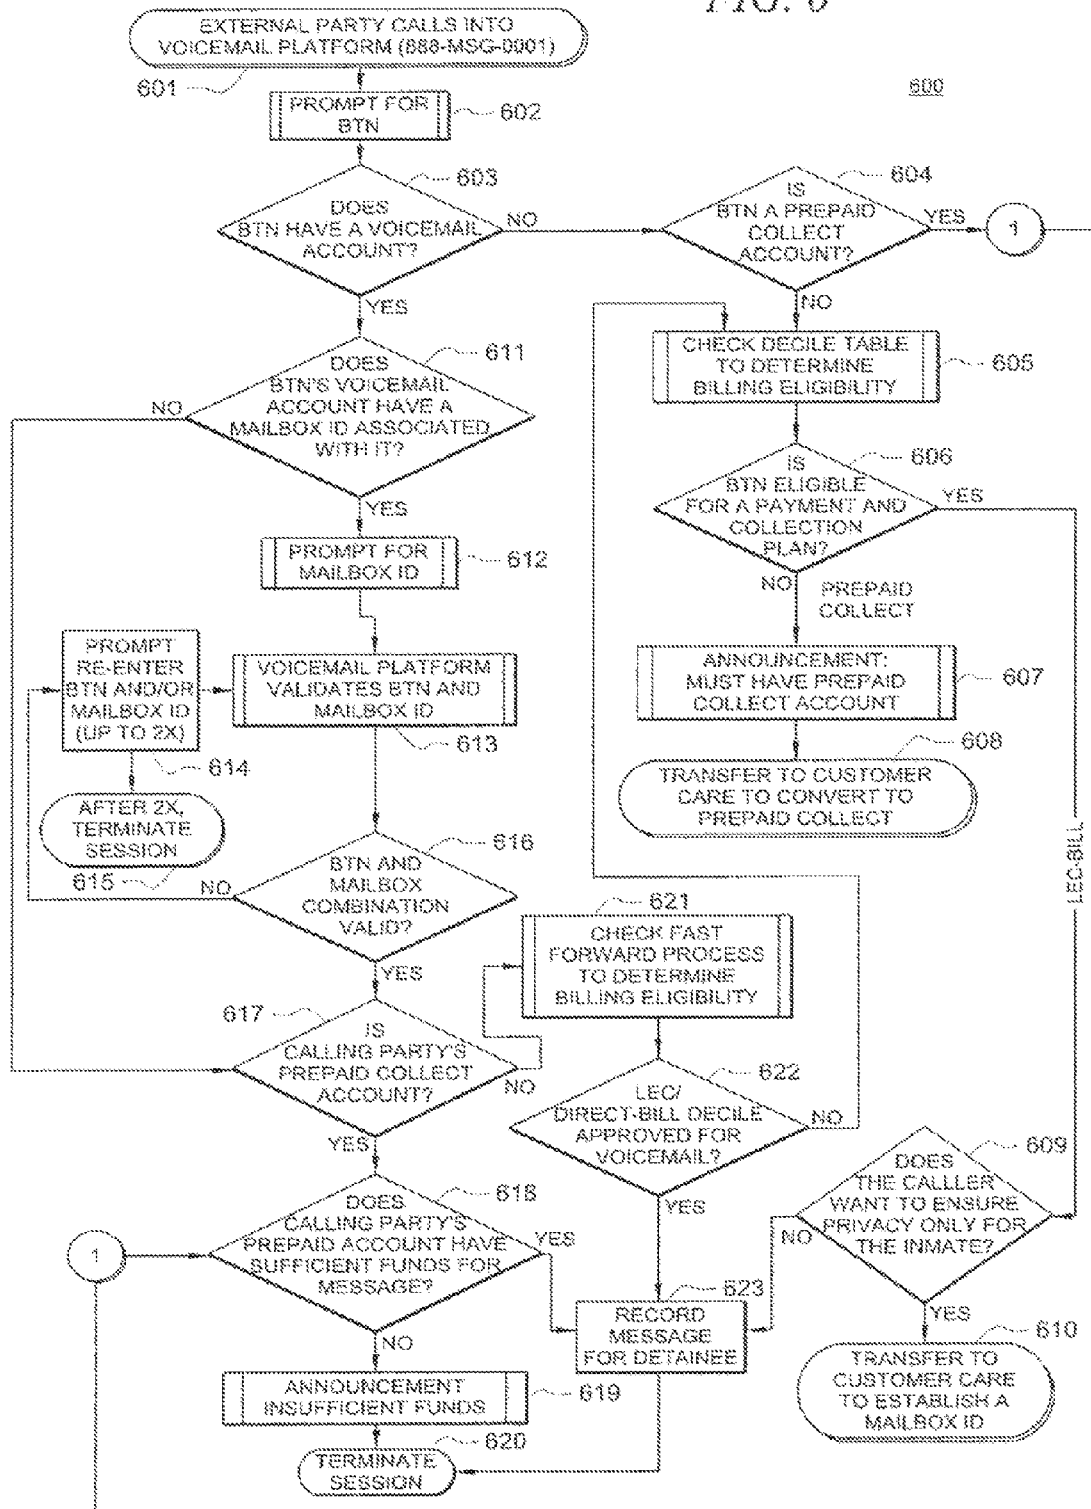 FIG. 6
EXTERNAL PARTY CALLS INTO
VOICEMAIL PLATFORM (888-MSG-0001)
601
600
PROMPT FOR
BTN
602
603
DOES
BTN HAVE A VOICEMAIL
ACCOUNT?
NO
YES
604
IS
BTN A PREPAID
COLLECT
ACCOUNT?
YES
1
NO
611
DOES
BTN'S VOICEMAIL
ACCOUNT HAVE A
MAILBOX ID ASSOCIATED
WITH IT?
NO
YES
CHECK DECILE TABLE
TO DETERMINE
BILLING ELIGIBILITY
605
606
IS
BTN ELIGIBLE
FOR A PAYMENT AND
COLLECTION
PLAN?
YES
NO
PREPAID
COLLECT
PROMPT FOR
MAILBOX ID
612
PROMPT
RE-ENTER
BTN AND/OR
MAILBOX ID
(UP TO 2X)
614
VOICEMAIL PLATFORM
VALIDATES BTN AND
MAILBOX ID
613
ANNOUNCEMENT:
MUST HAVE PREPAID
COLLECT ACCOUNT
607
608
TRANSFER TO CUSTOMER
CARE TO CONVERT TO
PREPAID COLLECT
AFTER 2X,
TERMINATE
SESSION
615
616
BTN AND
MAILBOX
COMBINATION
VALID?
NO
YES
LEC-BILL
621
CHECK FAST
FORWARD PROCESS
TO DETERMINE
BILLING ELIGIBILITY
617
IS
CALLING PARTY'S
PREPAID COLLECT
ACCOUNT?
NO
YES
622
LEC/
DIRECT-BILL DECILE
APPROVED FOR
VOICEMAIL?
NO
YES
609
DOES
THE CALLLER
WANT TO ENSURE
PRIVACY ONLY FOR
THE INMATE?
NO
YES
618
DOES
CALLING PARTY'S
PREPAID ACCOUNT HAVE
SUFFICIENT FUNDS FOR
MESSAGE?
YES
NO
1
623
RECORD
MESSAGE
FOR DETAINEE
610
TRANSFER TO
CUSTOMER CARE
TO ESTABLISH A
MAILBOX ID
ANNOUNCEMENT
INSUFFICIENT FUNDS
619
620
TERMINATE
SESSION